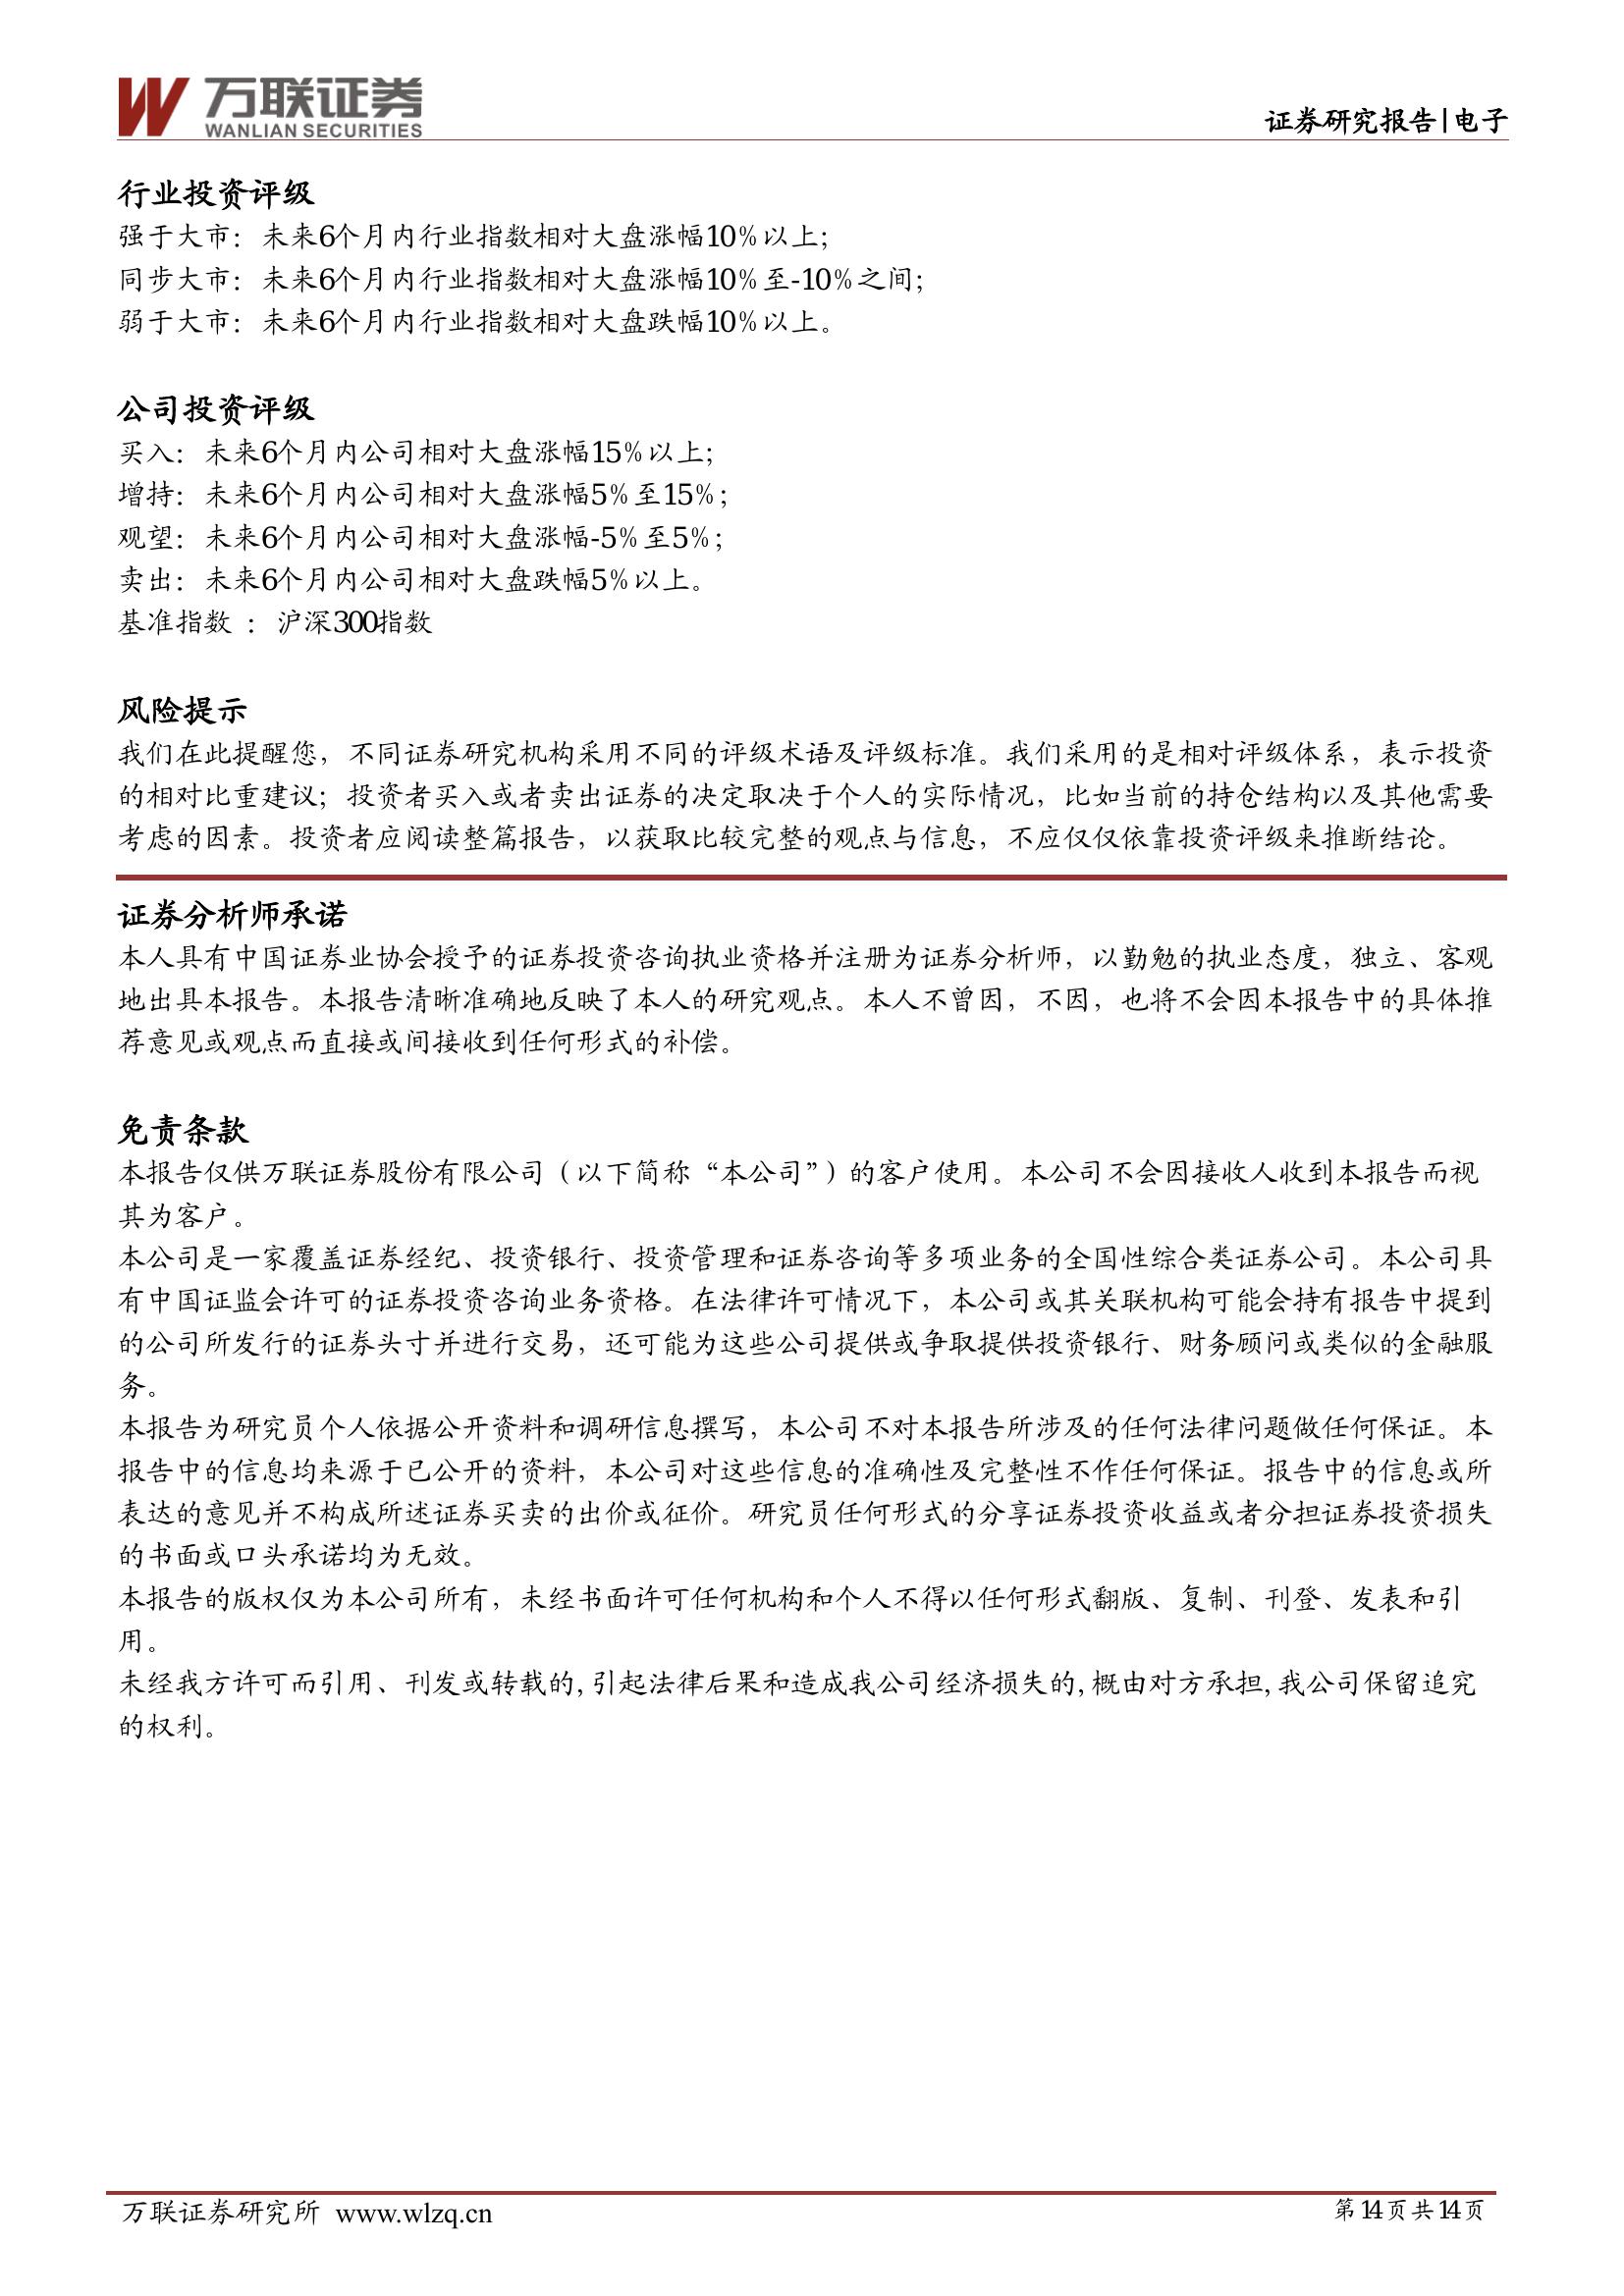 万联证券
WANLIAN SECURITIES
证券研究报告|电子
行业投资评级
强于大市：未来6个月内行业指数相对大盘涨幅10％以上；
同步大市：未来6个月内行业指数相对大盘涨幅10％至-10％之间；
弱于大市：未来6个月内行业指数相对大盘跌幅10％以上。
公司投资评级
买入：未来6个月内公司相对大盘涨幅15％以上；
增持：未来6个月内公司相对大盘涨幅5％至15％；
观望：未来6个月内公司相对大盘涨幅-5％至5％；
卖出：未来6个月内公司相对大盘跌幅5％以上。
基准指数 ：沪深300指数
风险提示
我们在此提醒您，不同证券研究机构采用不同的评级术语及评级标准。我们采用的是相对评级体系，表示投资
的相对比重建议；投资者买入或者卖出证券的决定取决于个人的实际情况，比如当前的持仓结构以及其他需要
考虑的因素。投资者应阅读整篇报告，以获取比较完整的观点与信息，不应仅仅依靠投资评级来推断结论。
证券分析师承诺
本人具有中国证券业协会授予的证券投资咨询执业资格并注册为证券分析师，以勤勉的执业态度，独立、客观
地出具本报告。本报告清晰准确地反映了本人的研究观点。本人不曾因，不因，也将不会因本报告中的具体推
荐意见或观点而直接或间接收到任何形式的补偿。
免责条款
本报告仅供万联证券股份有限公司（以下简称“本公司”）的客户使用。本公司不会因接收人收到本报告而视
其为客户。
本公司是一家覆盖证券经纪、投资银行、投资管理和证券咨询等多项业务的全国性综合类证券公司。本公司具
有中国证监会许可的证券投资咨询业务资格。在法律许可情况下，本公司或其关联机构可能会持有报告中提到
的公司所发行的证券头寸并进行交易，还可能为这些公司提供或争取提供投资银行、财务顾问或类似的金融服
务。
本报告为研究员个人依据公开资料和调研信息撰写，本公司不对本报告所涉及的任何法律问题做任何保证。本
报告中的信息均来源于已公开的资料，本公司对这些信息的准确性及完整性不作任何保证。报告中的信息或所
表达的意见并不构成所述证券买卖的出价或征价。研究员任何形式的分享证券投资收益或者分担证券投资损失
的书面或口头承诺均为无效。
本报告的版权仅为本公司所有，未经书面许可任何机构和个人不得以任何形式翻版、复制、刊登、发表和引
用。
未经我方许可而引用、刊发或转载的,引起法律后果和造成我公司经济损失的,概由对方承担,我公司保留追究
的权利。
万联证券研究所 www.wlzq.cn
第14页共14页